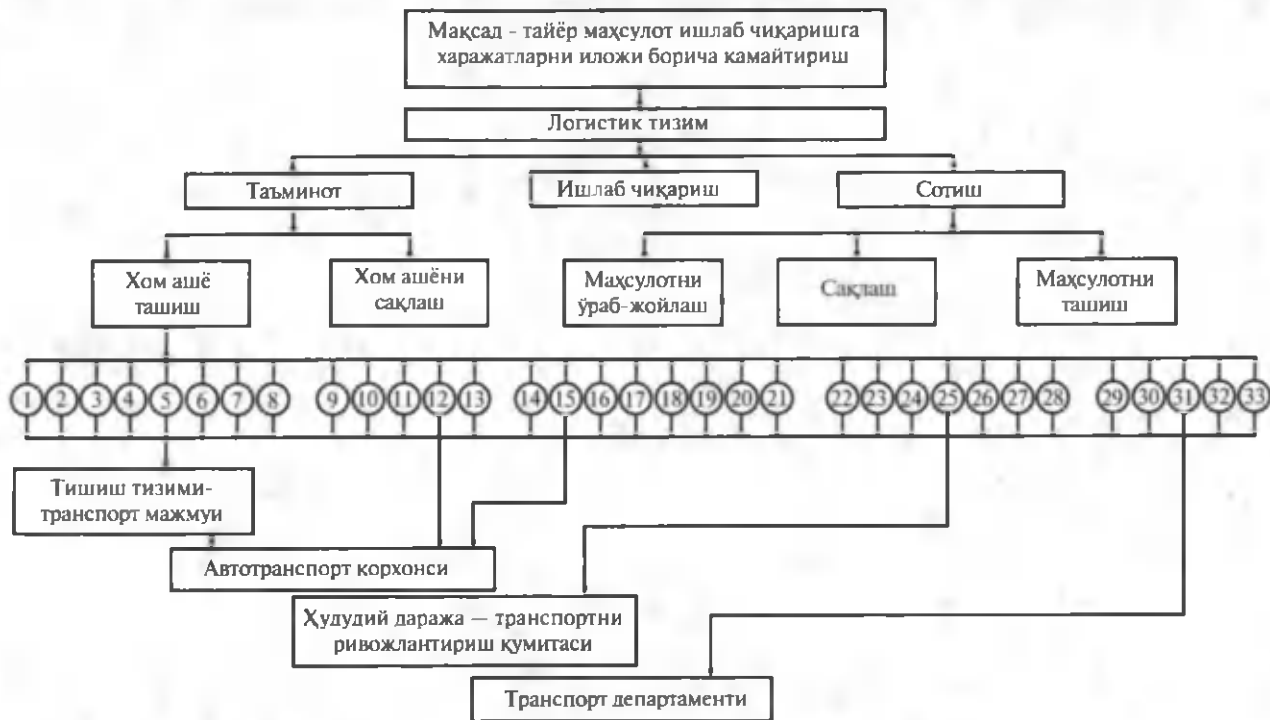 Мақсад - тайёр маҳсулот ишлаб чиқаришга
харажатларни иложи борича камайтириш
Логистик тизим
Таъминот
Ишлаб чиқариш
Сотиш
Хом ашё
ташиш
Хом ашёни
сақлаш
Маҳсулотни
ўраб-жойлаш
Сақлаш
Маҳсулотни
ташиш
1 2 3 4 5 6 7 8 9 10 11 12 13 14 15 16 17 18 19 20 21 22 23 24 25 26 27 28 29 30 31 32 33
Тишиш тизими-
транспорт мажмуи
Автотранспорт корхонси
Ҳудудий даража — транспортни
ривожлантириш қумитаси
Транспорт департаменти